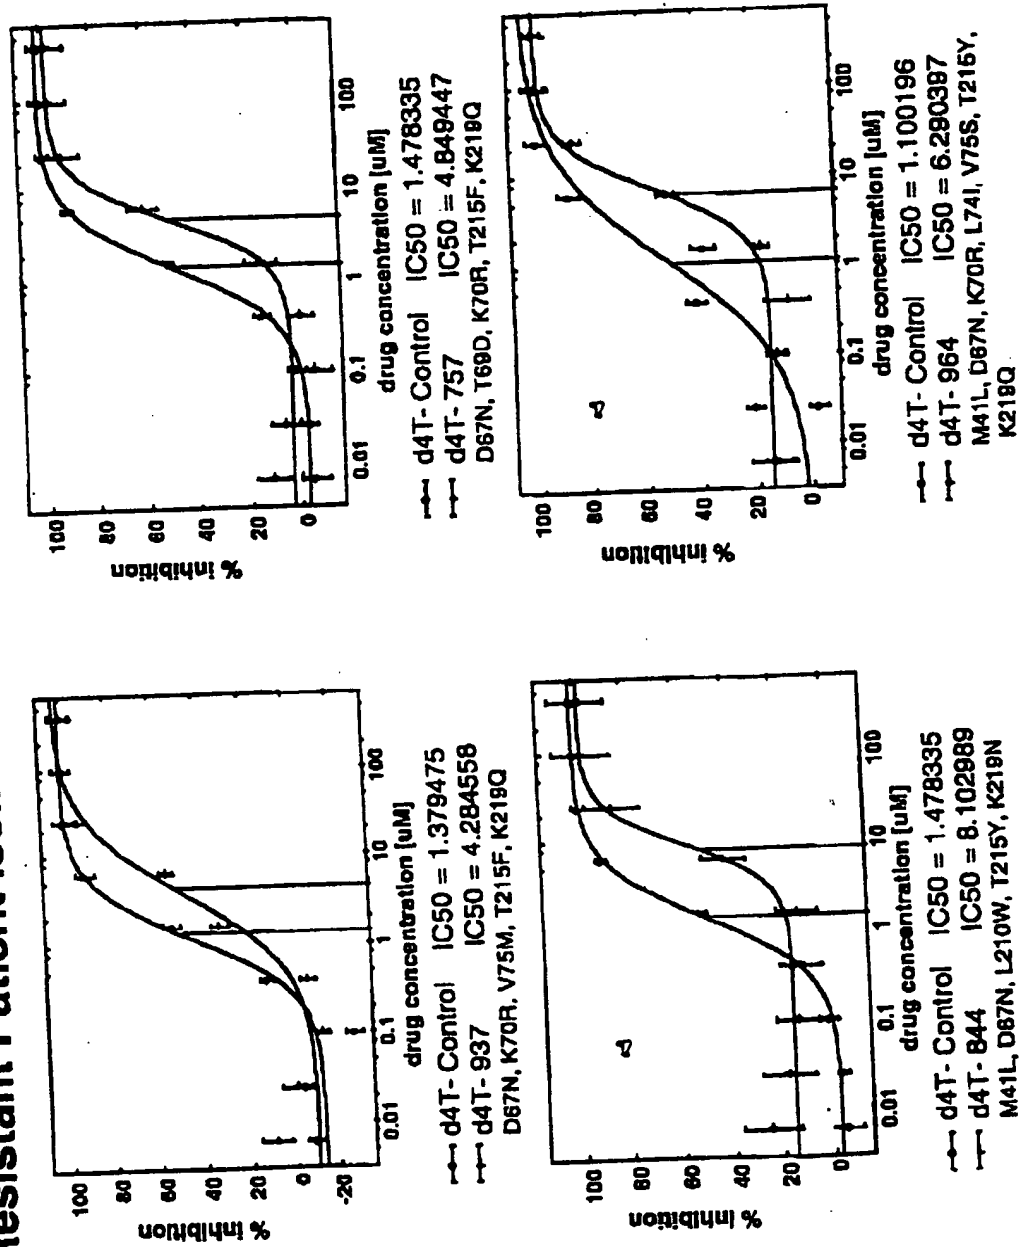 Resistant Patient
% inhibition
100
80
60
40
20
0
-20
0.01
0.1
1
10
100
drug concentration [uM]
d4T- Control IC50 = 1.379475
d4T- 937 IC50 = 4.284558
D67N, K70R, V75M, T215F, K219Q
% inhibition
100
80
60
40
20
0
0.01
0.1
1
10
100
drug concentration [uM]
d4T- Control IC50 = 1.478335
d4T- 757 IC50 = 4.849447
D67N, T69D, K70R, T215F, K219Q
% inhibition
100
80
60
40
20
0
0.01
0.1
1
10
100
drug concentration [uM]
d4T- Control IC50 = 1.478335
d4T- 844 IC50 = 8.102989
M41L, D67N, L210W, T215Y, K219N
% inhibition
100
80
60
40
20
0
0.01
0.1
1
10
100
drug concentration [uM]
d4T- Control IC50 = 1.100196
d4T- 964 IC50 = 6.290397
M41L, D67N, K70R, L74I, V75S, T215Y,
K219Q